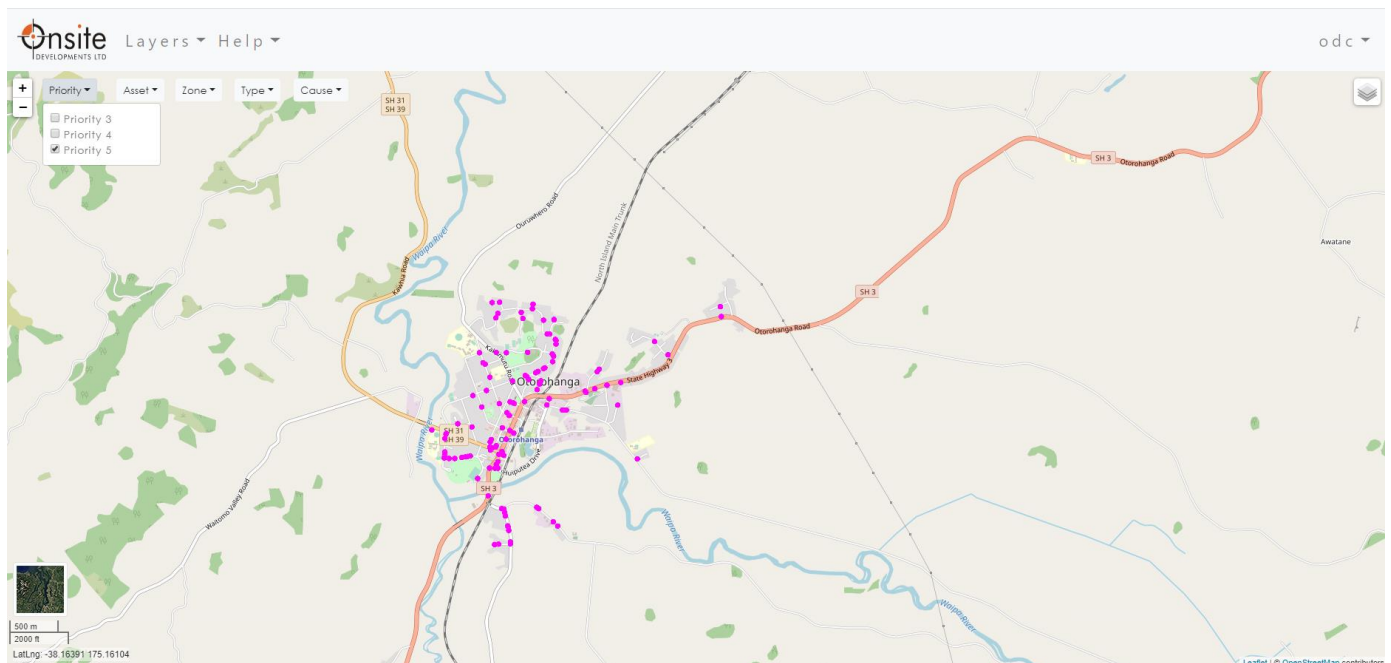 Onsite
DEVELOPMENTS LTD
Layers
Help
odc
+
−
Priority
Asset
Zone
Type
Cause
Priority 3
Priority 4
Priority 5
SH 31
SH 39
Ouruwhero Road
North Island Main Trunk
Waipa River
Kawhia Road
SH 3
Otorohanga Road
Awatane
SH 3
Otorohanga Road
State Highway 3
Otorohanga
SH 31
SH 39
Otorohanga
Waipa River
Huiputea Drive
SH 3
Waitomo Valley Road
Waipa River
Waipa River
500 m
2000 ft
LatLng: -38.16391 175.16104
Leaflet | © OpenStreetMap contributors